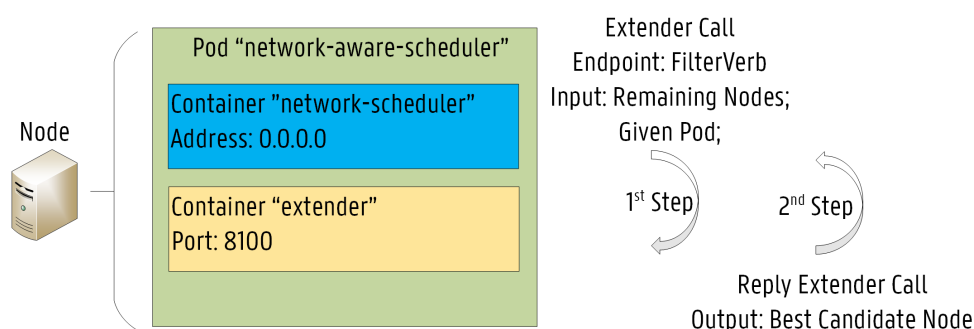 Node
Pod ”network-aware-scheduler”
Container ”network-scheduler”
Address: 0.0.0.0
Container “extender”
Port: 8100
Extender Call
Endpoint: FilterVerb
Input: Remaining Nodes;
Given Pod;
1st Step
2nd Step
Reply Extender Call
Output: Best Candidate Node